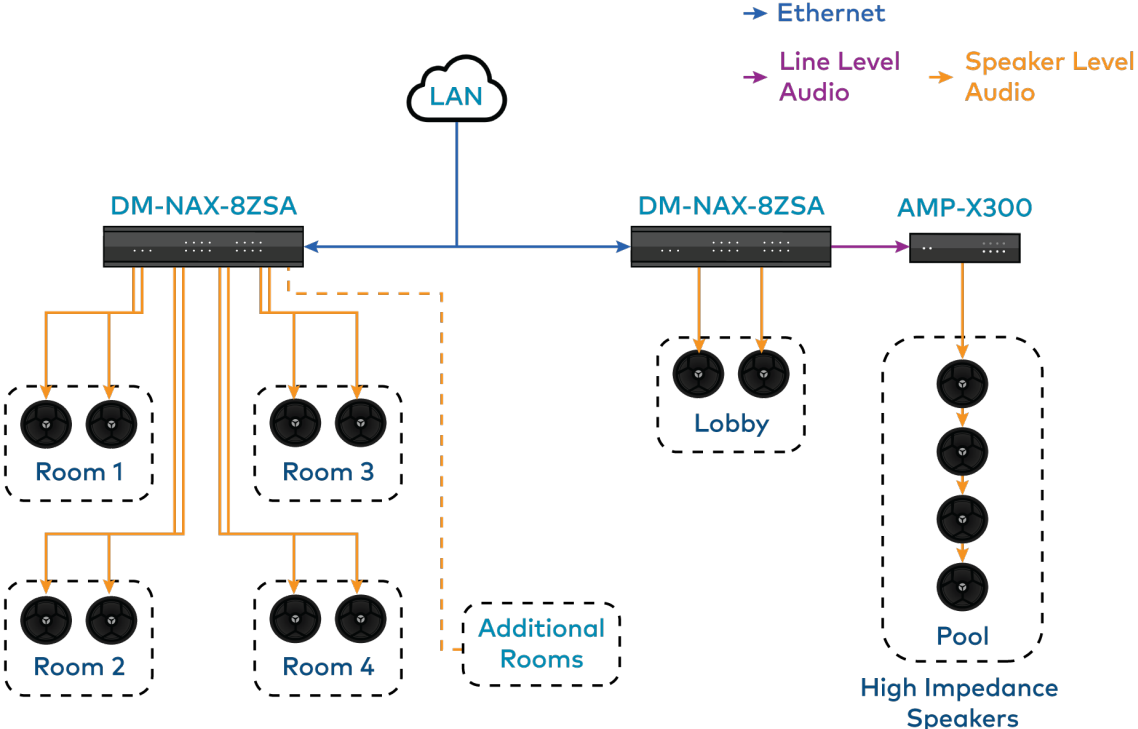 Ethernet
Line Level
Audio
Speaker Level
Audio
LAN
DM-NAX-8ZSA
DM-NAX-8ZSA
AMP-X300
Room 1
Room 3
Lobby
Room 2
Room 4
Additional
Rooms
Pool
High Impedance
Speakers